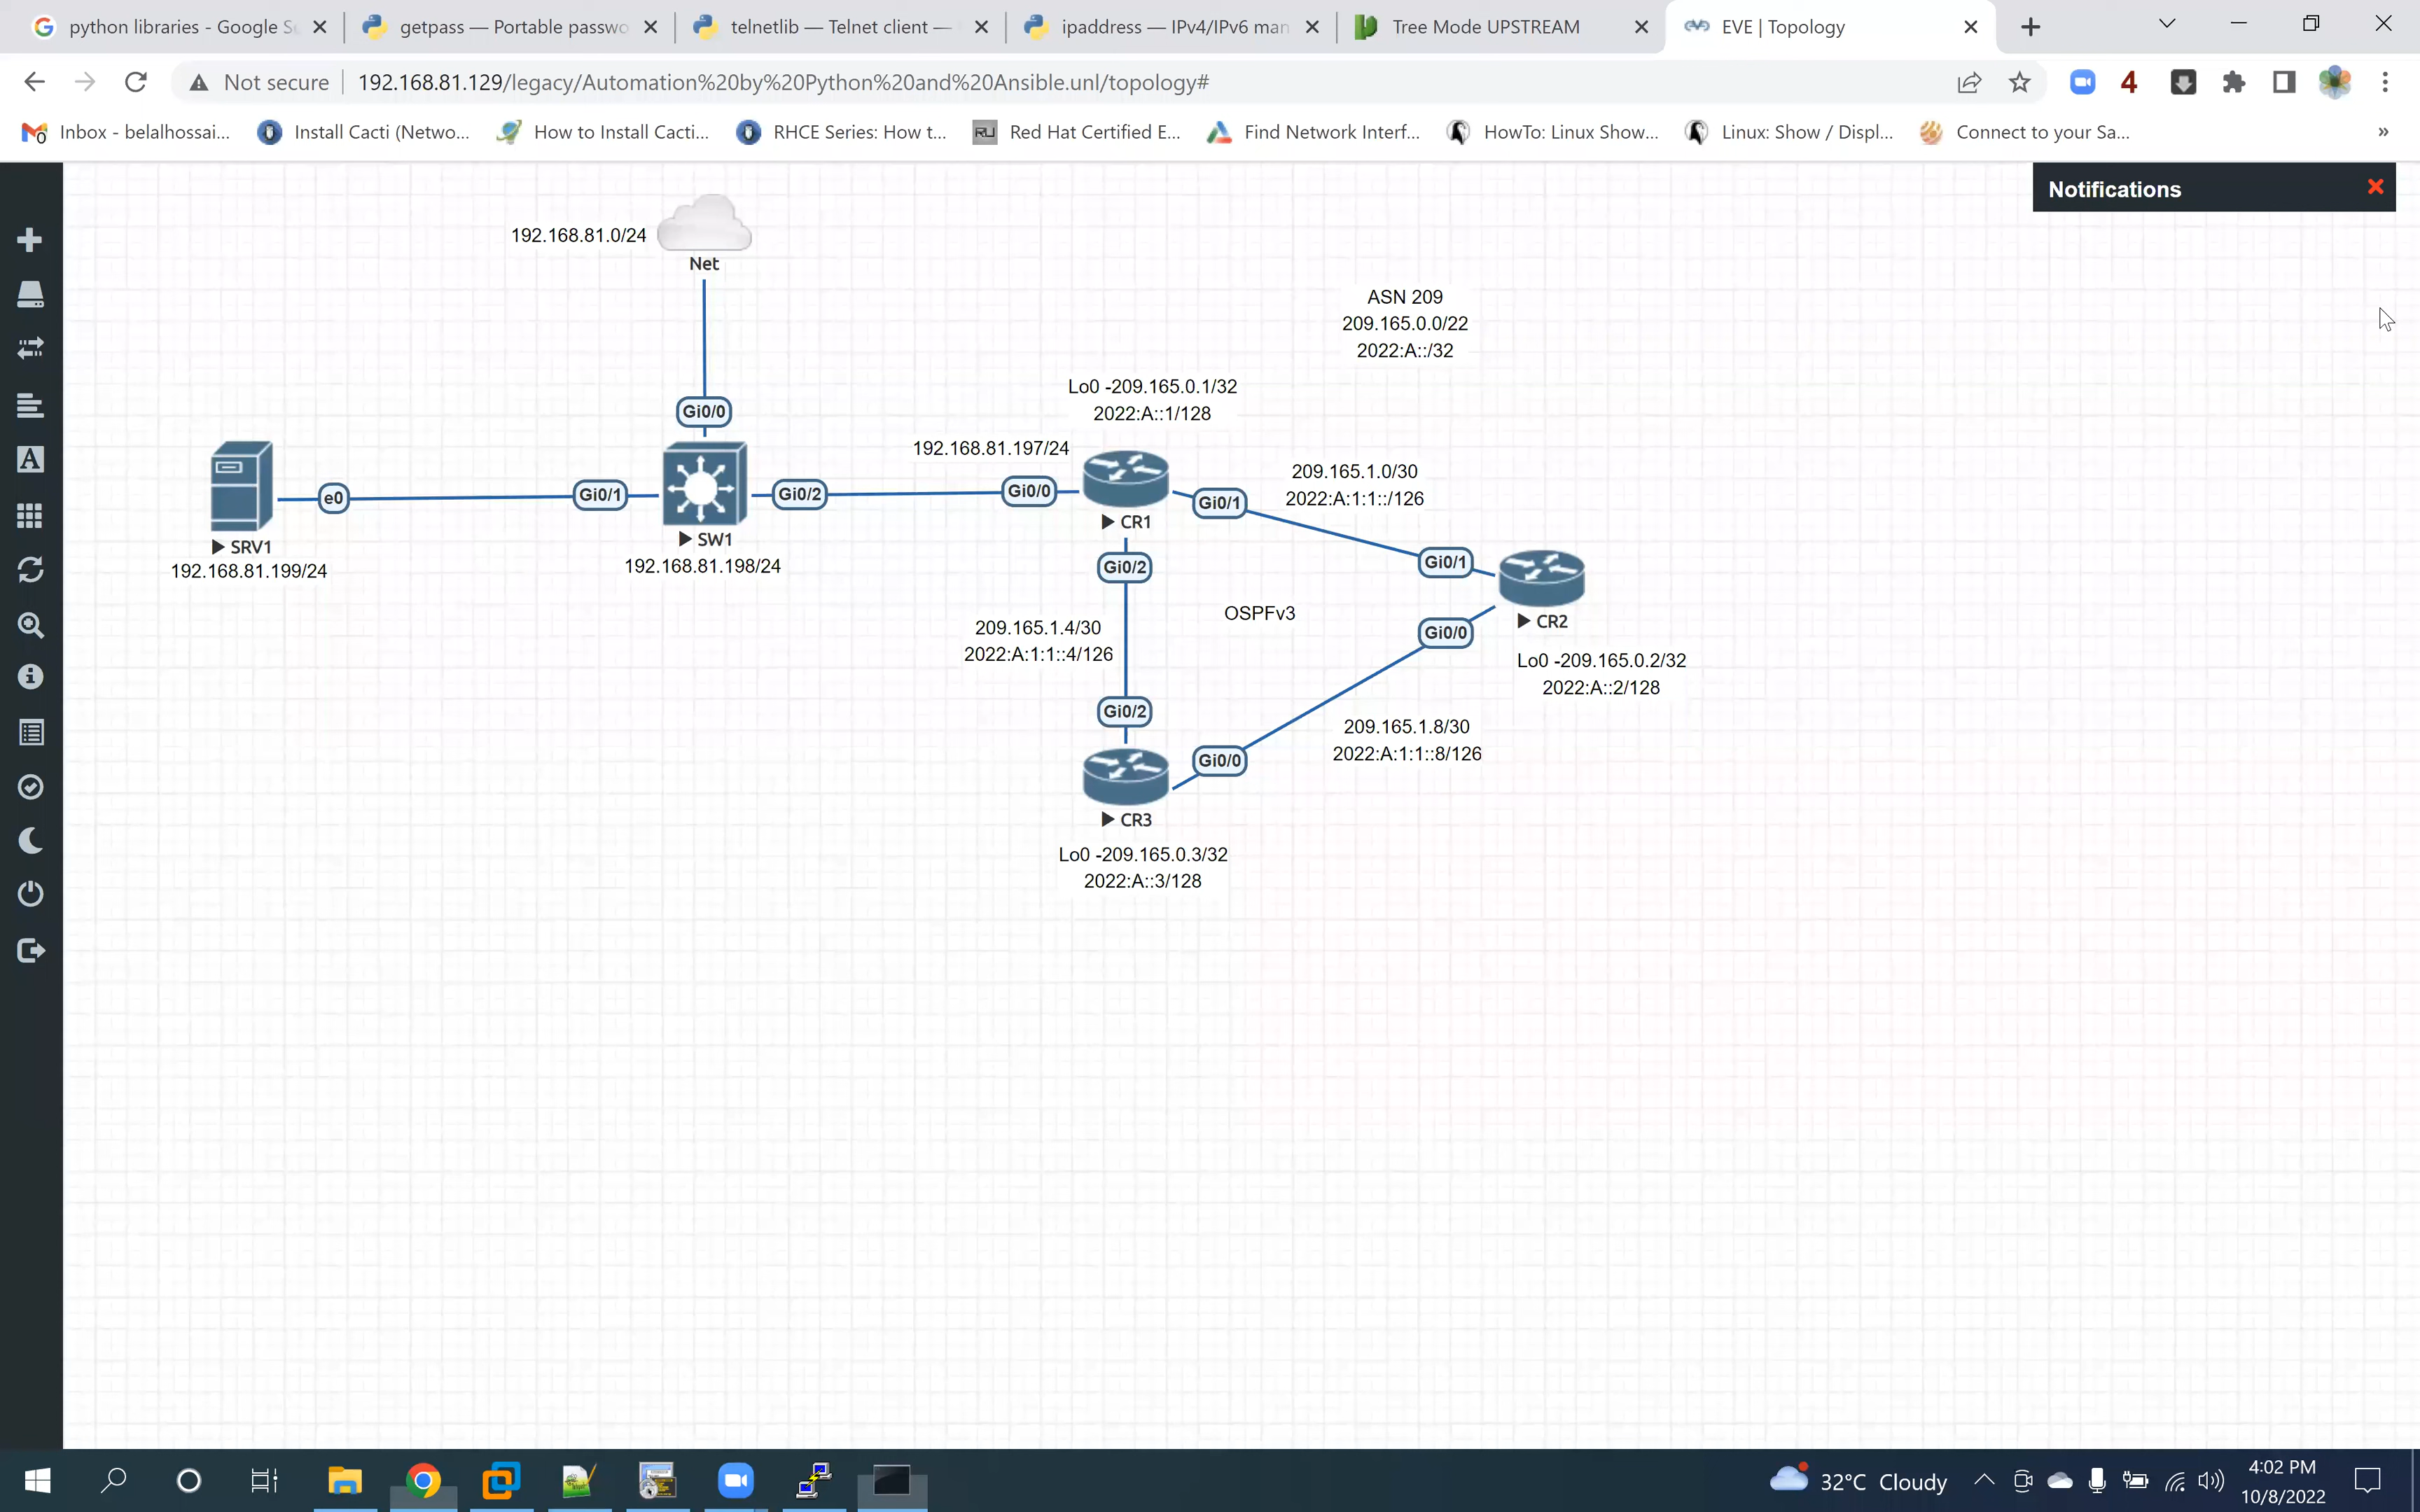 python libraries - Google Se
getpass — Portable passwo
telnetlib — Telnet client —
ipaddress — IPv4/IPv6 man
Tree Mode UPSTREAM
EVE | Topology
Not secure
192.168.81.129/legacy/Automation%20by%20Python%20and%20Ansible.unl/topology#
4
Inbox - belalhossai...
Install Cacti (Netwo...
How to Install Cacti...
RHCE Series: How t...
RU
Red Hat Certified E...
Find Network Interf...
HowTo: Linux Show...
Linux: Show / Displ...
Connect to your Sa...
»
Notifications
192.168.81.0/24
Net
ASN 209
209.165.0.0/22
2022:A::/32
Lo0 -209.165.0.1/32
2022:A::1/128
Gi0/0
192.168.81.197/24
209.165.1.0/30
2022:A:1:1::/126
e0
Gi0/1
Gi0/2
Gi0/0
Gi0/1
CR1
SRV1
192.168.81.199/24
SW1
192.168.81.198/24
Gi0/2
Gi0/1
OSPFv3
CR2
209.165.1.4/30
2022:A:1:1::4/126
Gi0/0
Lo0 -209.165.0.2/32
2022:A::2/128
Gi0/2
209.165.1.8/30
2022:A:1:1::8/126
Gi0/0
CR3
Lo0 -209.165.0.3/32
2022:A::3/128
32°C Cloudy
4:02 PM
10/8/2022